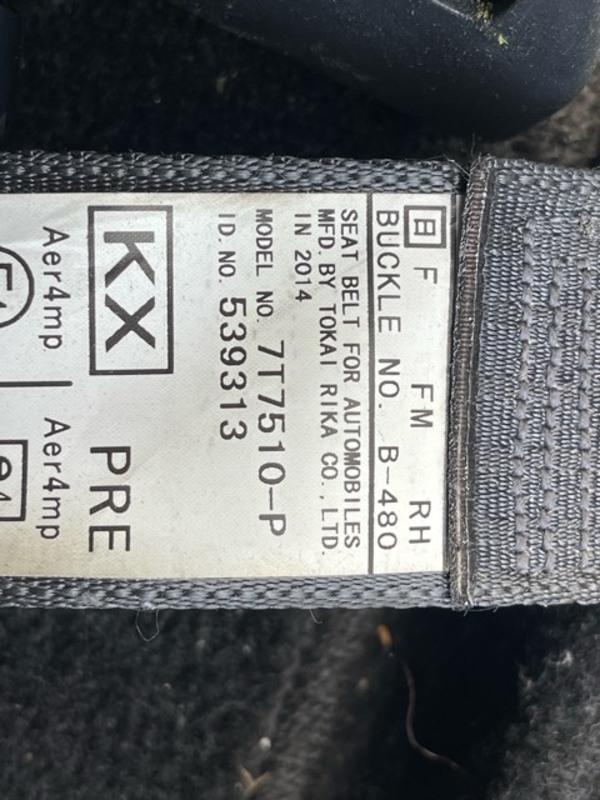 日 F FM RH
BUCKLE NO. B-480
SEAT BELT FOR AUTOMOBILES
MFD. BY TOKAI RIKA CO., LTD.
IN 2014
MODEL NO. 7T7510-P
ID. NO. 539313
KX PRE
Aer4mp Aer4mp